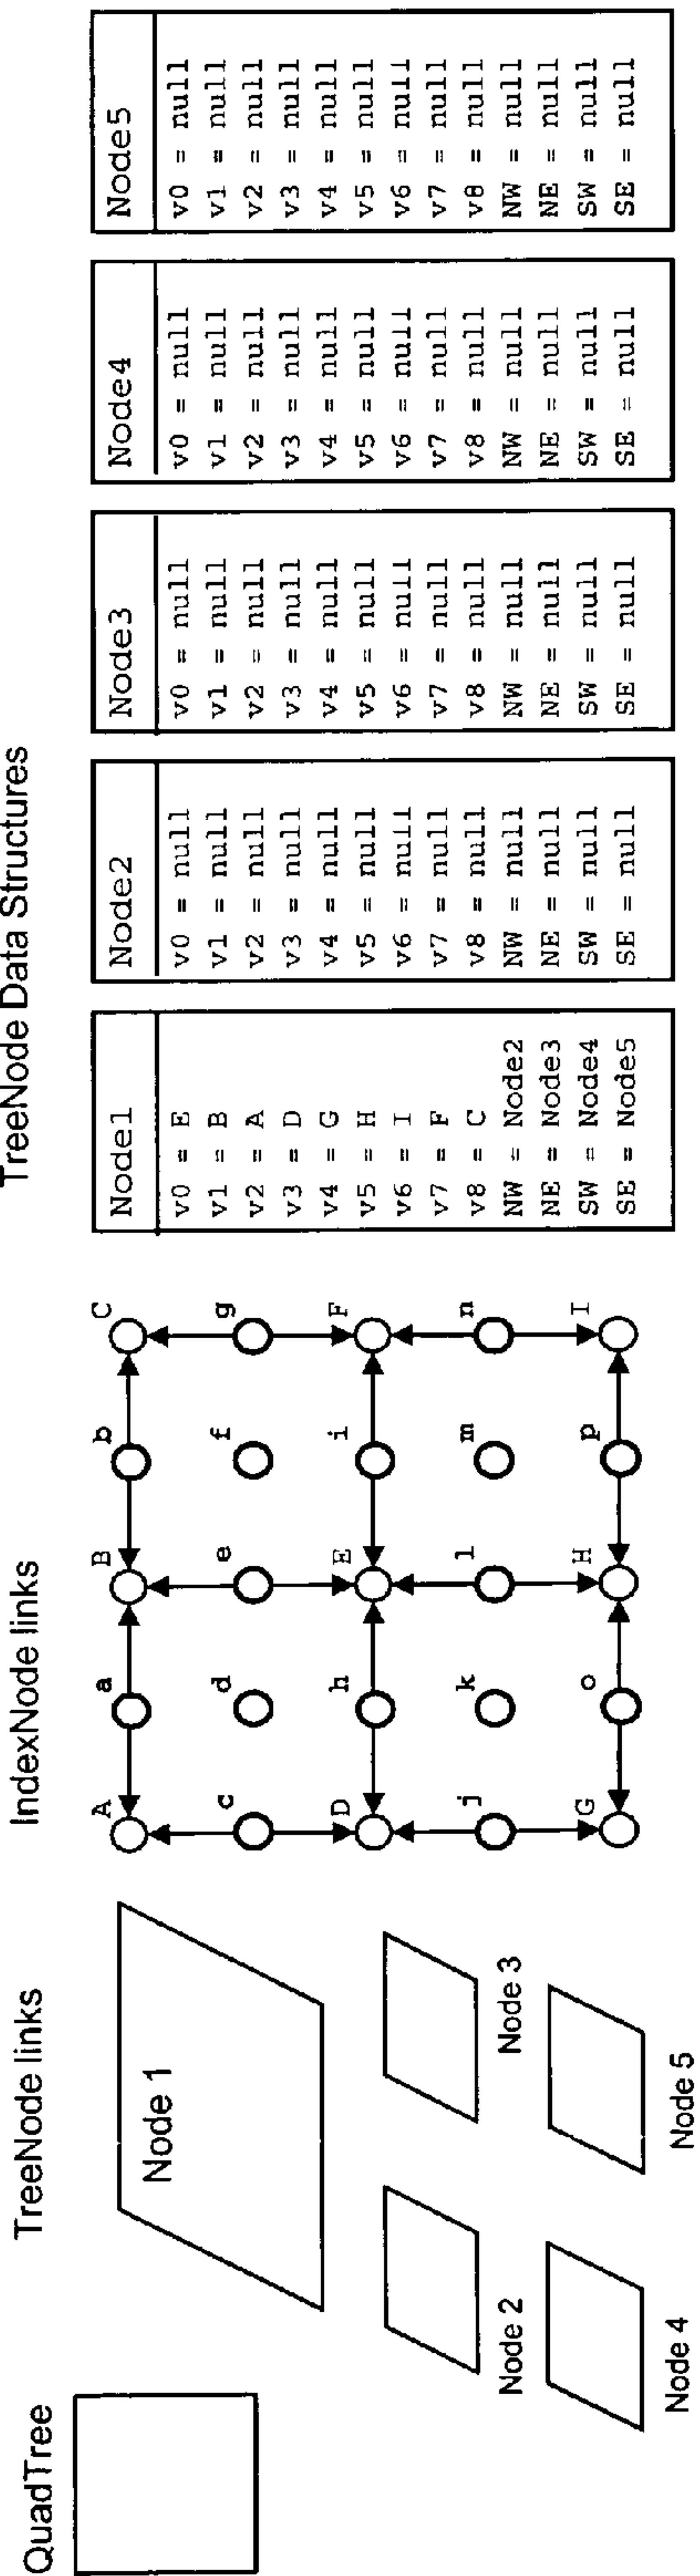 QuadTree
TreeNode links
IndexNode links
TreeNode Data Structures
Node 1
Node 2
Node 3
Node 4
Node 5
A a B b C
c d e f g
D h E i F
j k l m n
G o H p I
Node1
v0 = E
v1 = B
v2 = A
v3 = D
v4 = G
v5 = H
v6 = I
v7 = F
v8 = C
NW = Node2
NE = Node3
SW = Node4
SE = Node5
Node2
v0 = null
v1 = null
v2 = null
v3 = null
v4 = null
v5 = null
v6 = null
v7 = null
v8 = null
NW = null
NE = null
SW = null
SE = null
Node3
v0 = null
v1 = null
v2 = null
v3 = null
v4 = null
v5 = null
v6 = null
v7 = null
v8 = null
NW = null
NE = null
SW = null
SE = null
Node4
v0 = null
v1 = null
v2 = null
v3 = null
v4 = null
v5 = null
v6 = null
v7 = null
v8 = null
NW = null
NE = null
SW = null
SE = null
Node5
v0 = null
v1 = null
v2 = null
v3 = null
v4 = null
v5 = null
v6 = null
v7 = null
v8 = null
NW = null
NE = null
SW = null
SE = null